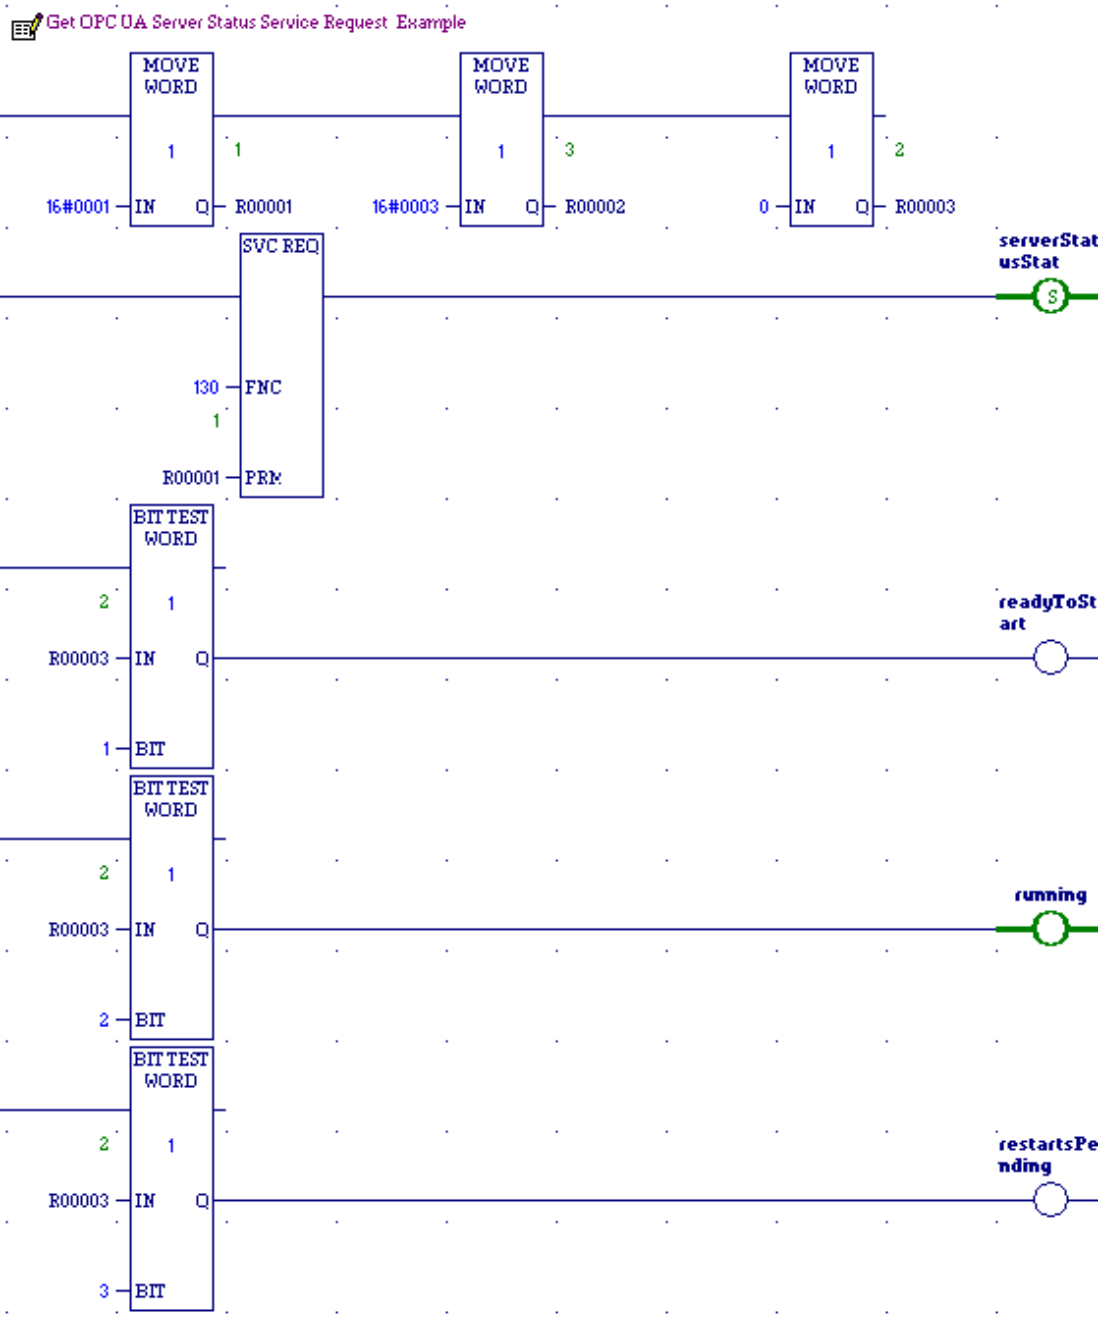 Get OPC UA Server Status Service Request Example
MOVE
WORD
MOVE
WORD
MOVE
WORD
1
1
1
3
1
2
16#0001
IN
Q
R00001
16#0003
IN
Q
R00002
0
IN
Q
R00003
SVC REQ
serverStat
usStat
S
130
FNC
1
R00001
PRM
BIT TEST
WORD
2
1
readyToSt
art
R00003
IN
Q
1
BIT
BIT TEST
WORD
2
1
running
R00003
IN
Q
2
BIT
BIT TEST
WORD
2
1
restartsPe
nding
R00003
IN
Q
3
BIT